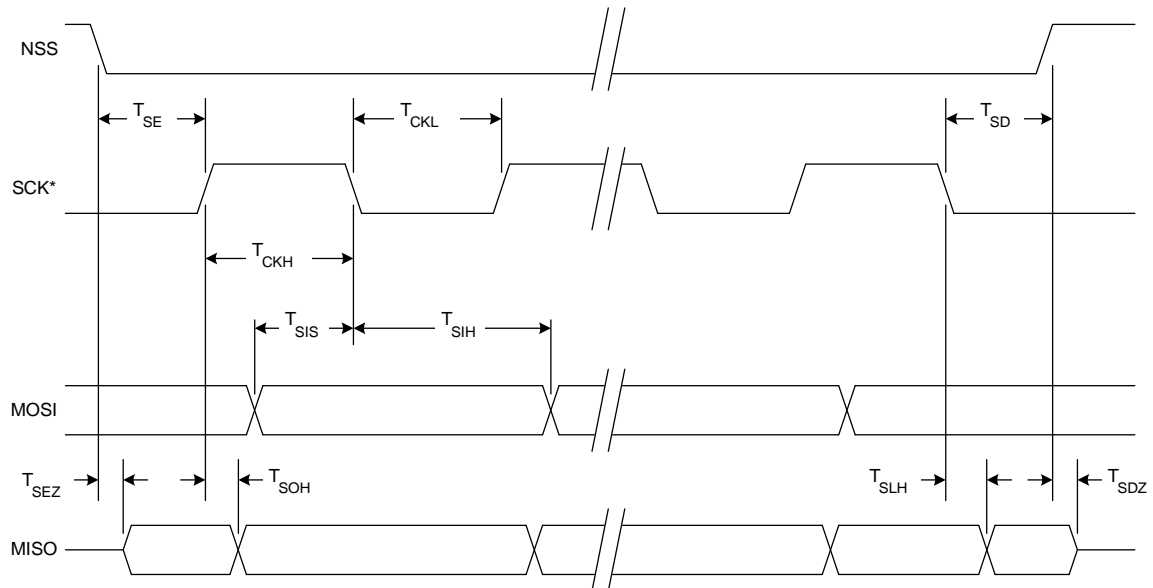 NSS
T_SE
T_CKL
T_SD
SCK*
T_CKH
T_SIS
T_SIH
MOSI
T_SEZ
T_SOH
T_SLH
T_SDZ
MISO